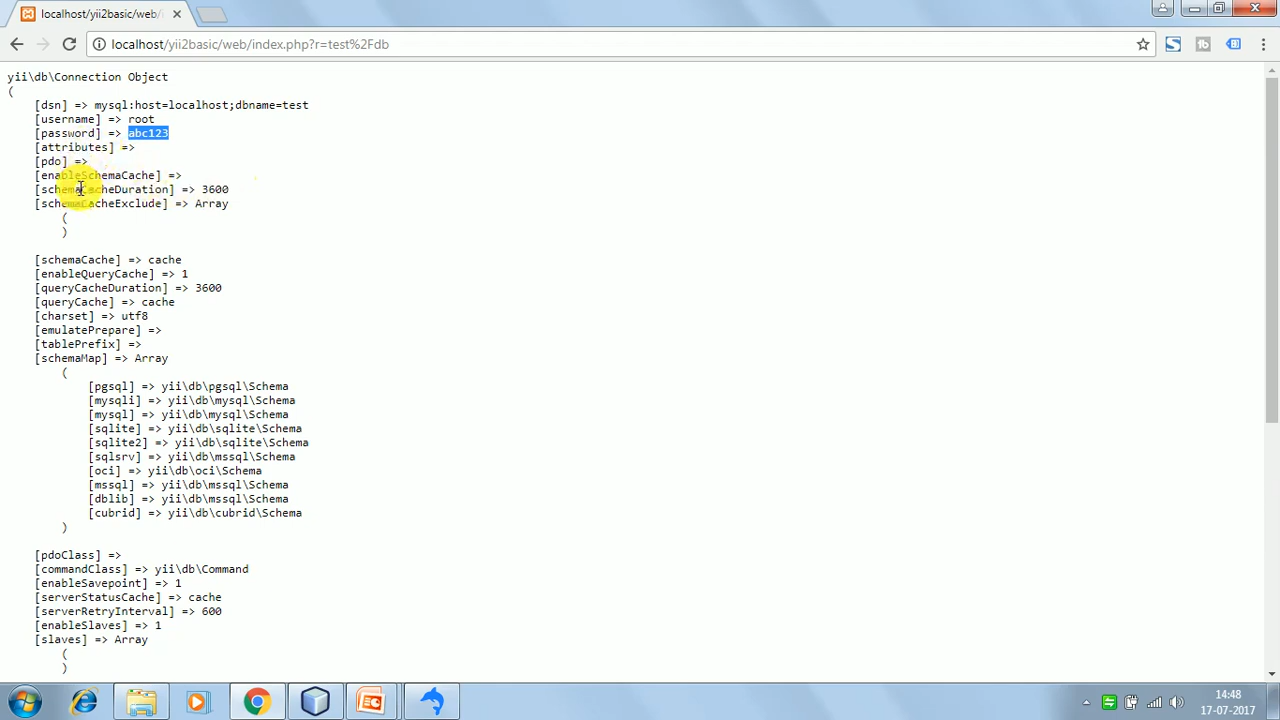 localhost/yii2basic/web/i
localhost/yii2basic/web/index.php?r=test%2Fdb
yii\db\Connection Object
(
[dsn] => mysql:host=localhost;dbname=test
[username] => root
[password] => abc123
[attributes] =>
[pdo] =>
[enableSchemaCache] =>
[schemaCacheDuration] => 3600
[schemaCacheExclude] => Array
(
)
[schemaCache] => cache
[enableQueryCache] => 1
[queryCacheDuration] => 3600
[queryCache] => cache
[charset] => utf8
[emulatePrepare] =>
[tablePrefix] =>
[schemaMap] => Array
(
[pgsql] => yii\db\pgsql\Schema
[mysqli] => yii\db\mysql\Schema
[mysql] => yii\db\mysql\Schema
[sqlite] => yii\db\sqlite\Schema
[sqlite2] => yii\db\sqlite\Schema
[sqlsrv] => yii\db\mssql\Schema
[oci] => yii\db\oci\Schema
[mssql] => yii\db\mssql\Schema
[dblib] => yii\db\mssql\Schema
[cubrid] => yii\db\cubrid\Schema
)
[pdoClass] =>
[commandClass] => yii\db\Command
[enableSavepoint] => 1
[serverStatusCache] => cache
[serverRetryInterval] => 600
[enableSlaves] => 1
[slaves] => Array
(
)
14:48
17-07-2017